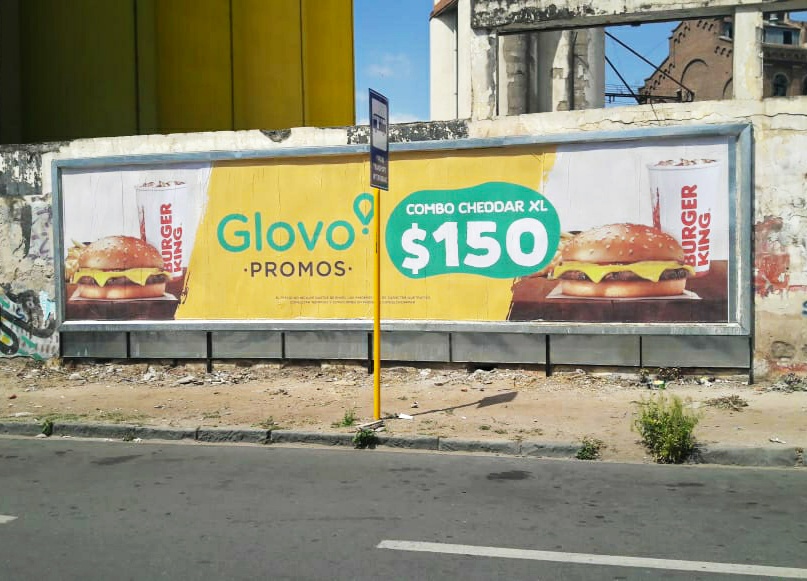 BURGER
KING
Glovo
·PROMOS·
COMBO CHEDDAR XL
$150
BURGER
KING